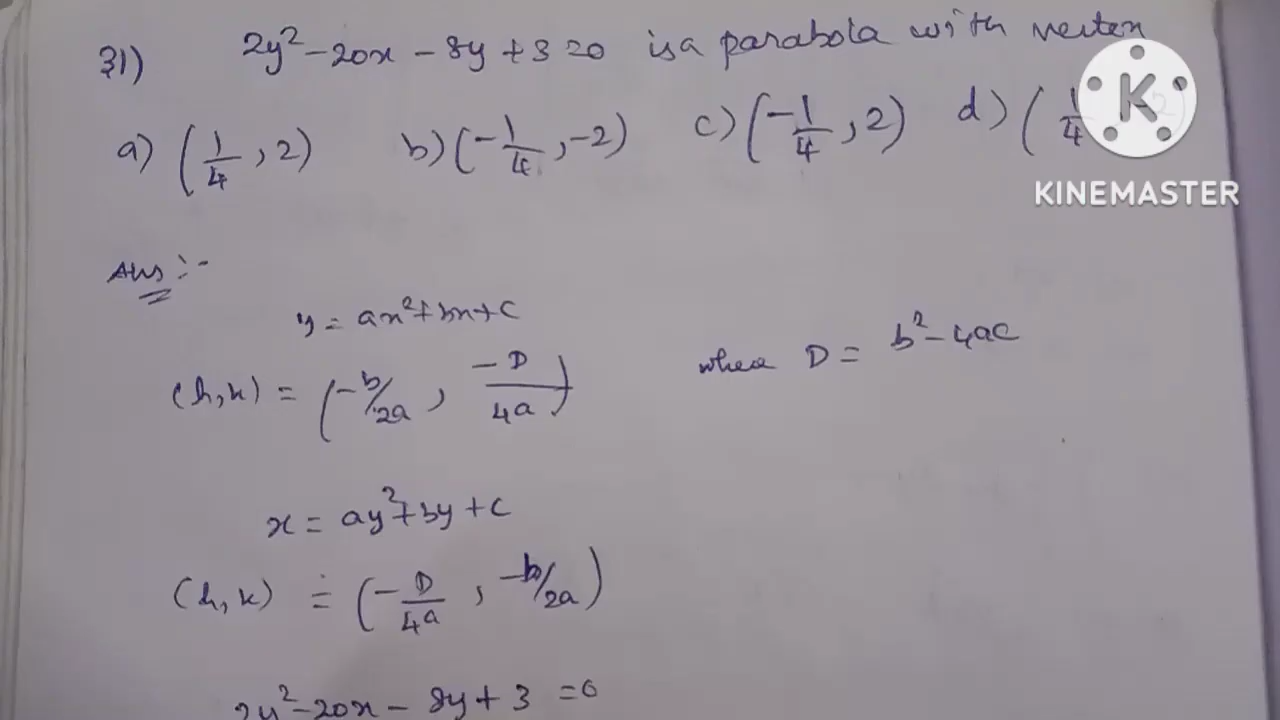 31) 2y² - 20x - 8y + 3 = 0 is a parabola with vertex
a) (1/4, 2) b) (-1/4, -2) c) (-1/4, 2) d) (1/4
KINEMASTER
Ans :-
y = ax² + bx + c
(h, k) = (-b/2a, -D/4a) where D = b² - 4ac
x = ay² + by + c
(h, k) = (-D/4a, -b/2a)
2y² - 20x - 8y + 3 = 0